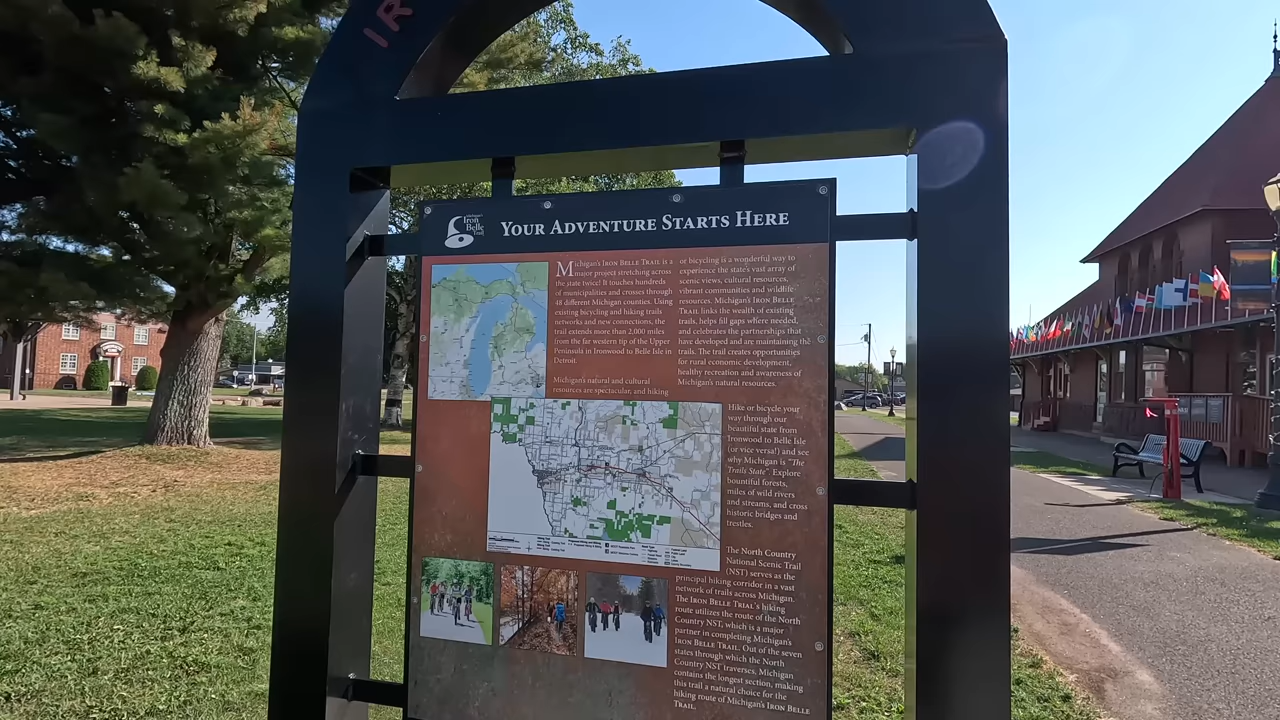 IR
Michigan's
Iron
Belle
Trail
YOUR ADVENTURE STARTS HERE
Michigan's IRON BELLE TRAIL is a
major project stretching across
the state twice! It touches hundreds
of municipalities and crosses through
48 different Michigan counties. Using
existing bicycling and hiking trails
networks and new connections, the
trail extends more than 2,000 miles
from the far western tip of the Upper
Peninsula in Ironwood to Belle Isle in
Detroit.
Michigan's natural and cultural
resources are spectacular, and hiking
or bicycling is a wonderful way to
experience the state's vast array of
scenic views, cultural resources,
vibrant communities and wildlife
resources. Michigan's IRON BELLE
TRAIL links the wealth of existing
trails, helps fill gaps where needed,
and celebrates the partnerships that
have developed and are maintaining the
trails. The trail creates opportunities
for rural economic development,
healthy recreation and awareness of
Michigan's natural resources.
Hike or bicycle your
way through our
beautiful state from
Ironwood to Belle Isle
(or vice versa!) and see
why Michigan is "The
Trails State". Explore
bountiful forests,
miles of wild rivers
and streams, and cross
historic bridges and
trestles.
The North Country
National Scenic Trail
(NST) serves as the
principal hiking corridor in a vast
network of trails across Michigan.
The IRON BELLE TRIAL's hiking
route utilizes the route of the North
Country NST, which is a major
partner in completing Michigan's
IRON BELLE TRAIL. Out of the seven
states through which the North
Country NST traverses, Michigan
contains the longest section, making
this trail a natural choice for the
hiking route of Michigan's IRON BELLE
TRAIL.